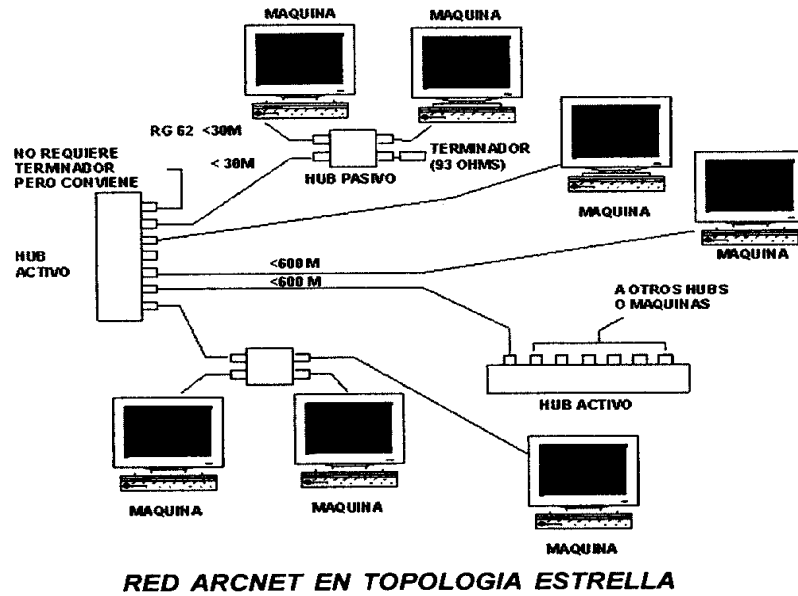 MAQUINA
MAQUINA
RG 62 <30M
NO REQUIERE
TERMNADOR
PERO CONVIENE
< 30M
TERMINADOR
(93 OHMS)
HUB PASIVO
MAQUINA
MAQUINA
HUB
ACTIVO
<600 M
<600 M
A OTROS HUBS
O MAQUINAS
HUB ACTIVO
MAQUINA
MAQUINA
MAQUINA
RED ARCNET EN TOPOLOGIA ESTRELLA